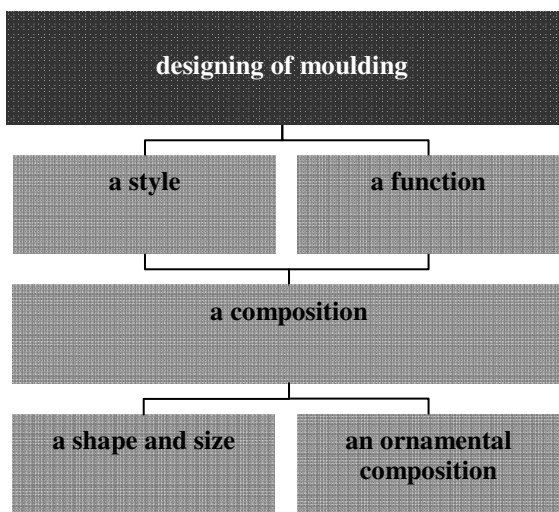 designing of moulding
a style
a function
a composition
a shape and size
an ornamental
composition